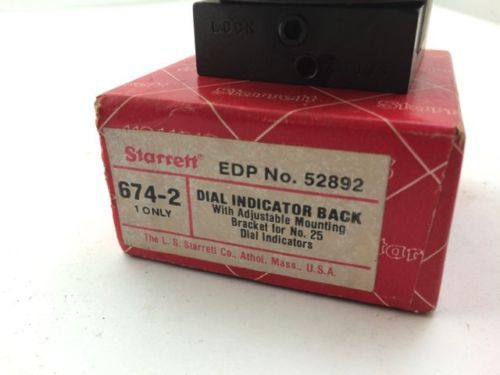 LOCK
Starrett
EDP No. 52892
674-2
1 ONLY
DIAL INDICATOR BACK
With Adjustable Mounting
Bracket for No. 25
Dial Indicators
The L. S. Starrett Co., Athol, Mass., U.S.A.